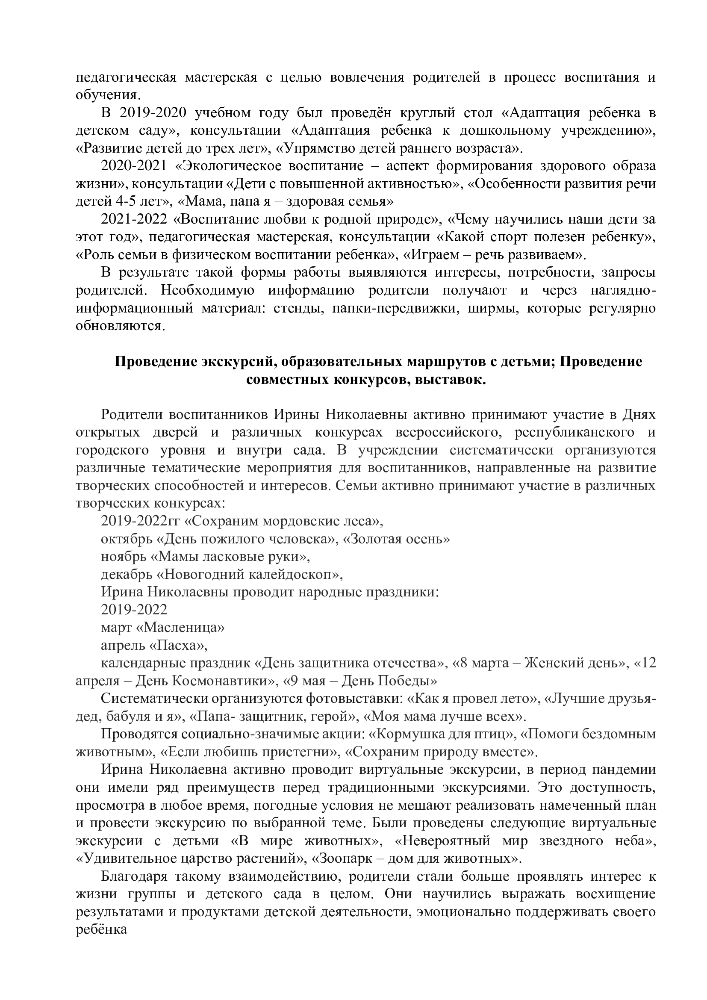 педагогическая мастерская с целью вовлечения родителей в процесс воспитания и
обучения.
В 2019-2020 учебном году был проведён круглый стол «Адаптация ребенка в
детском саду», консультации «Адаптация ребенка к дошкольному учреждению»,
«Развитие детей до трех лет», «Упрямство детей раннего возраста».
2020-2021 «Экологическое воспитание – аспект формирования здорового образа
жизни», консультации «Дети с повышенной активностью», «Особенности развития речи
детей 4-5 лет», «Мама, папа я – здоровая семья»
2021-2022 «Воспитание любви к родной природе», «Чему научились наши дети за
этот год», педагогическая мастерская, консультации «Какой спорт полезен ребенку»,
«Роль семьи в физическом воспитании ребенка», «Играем – речь развиваем».
В результате такой формы работы выявляются интересы, потребности, запросы
родителей. Необходимую информацию родители получают и через наглядно-
информационный материал: стенды, папки-передвижки, ширмы, которые регулярно
обновляются.
Проведение экскурсий, образовательных маршрутов с детьми; Проведение
совместных конкурсов, выставок.
Родители воспитанников Ирины Николаевны активно принимают участие в Днях
открытых дверей и различных конкурсах всероссийского, республиканского и
городского уровня и внутри сада. В учреждении систематически организуются
различные тематические мероприятия для воспитанников, направленные на развитие
творческих способностей и интересов. Семьи активно принимают участие в различных
творческих конкурсах:
2019-2022гг «Сохраним мордовские леса»,
октябрь «День пожилого человека», «Золотая осень»
ноябрь «Мамы ласковые руки»,
декабрь «Новогодний калейдоскоп»,
Ирина Николаевны проводит народные праздники:
2019-2022
март «Масленица»
апрель «Пасха»,
календарные праздник «День защитника отечества», «8 марта – Женский день», «12
апреля – День Космонавтики», «9 мая – День Победы»
Систематически организуются фотовыставки: «Как я провел лето», «Лучшие друзья-
дед, бабуля и я», «Папа- защитник, герой», «Моя мама лучше всех».
Проводятся социально-значимые акции: «Кормушка для птиц», «Помоги бездомным
животным», «Если любишь пристегни», «Сохраним природу вместе».
Ирина Николаевна активно проводит виртуальные экскурсии, в период пандемии
они имели ряд преимуществ перед традиционными экскурсиями. Это доступность,
просмотра в любое время, погодные условия не мешают реализовать намеченный план
и провести экскурсию по выбранной теме. Были проведены следующие виртуальные
экскурсии с детьми «В мире животных», «Невероятный мир звездного неба»,
«Удивительное царство растений», «Зоопарк – дом для животных».
Благодаря такому взаимодействию, родители стали больше проявлять интерес к
жизни группы и детского сада в целом. Они научились выражать восхищение
результатами и продуктами детской деятельности, эмоционально поддерживать своего
ребёнка